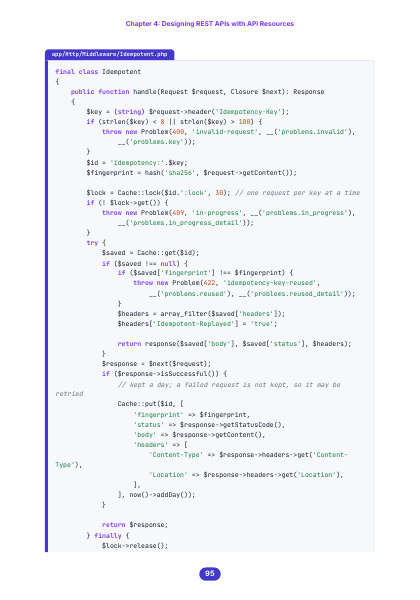 Chapter 4: Designing REST APIs with API Resources
app/Http/Middleware/Idempotent.php
final class Idempotent
{
    public function handle(Request $request, Closure $next): Response
    {
        $key = (string) $request->header('Idempotency-Key');
        if (strlen($key) < 8 || strlen($key) > 100) {
            throw new Problem(400, 'invalid-request', __('problems.invalid'),
                __('problems.key'));
        }
        $id = 'idempotency:'.$key;
        $fingerprint = hash('sha256', $request->getContent());

        $lock = Cache::lock($id.':lock', 30); // one request per key at a time
        if (! $lock->get()) {
            throw new Problem(409, 'in-progress', __('problems.in_progress'),
                __('problems.in_progress_detail'));
        }
        try {
            $saved = Cache::get($id);
            if ($saved !== null) {
                if ($saved['fingerprint'] !== $fingerprint) {
                    throw new Problem(422, 'idempotency-key-reused',
                        __('problems.reused'), __('problems.reused_detail'));
                }
                $headers = array_filter($saved['headers']);
                $headers['Idempotent-Replayed'] = 'true';

                return response($saved['body'], $saved['status'], $headers);
            }
            $response = $next($request);
            if ($response->isSuccessful()) {
                // kept a day; a failed request is not kept, so it may be
retried
                Cache::put($id, [
                    'fingerprint' => $fingerprint,
                    'status' => $response->getStatusCode(),
                    'body' => $response->getContent(),
                    'headers' => [
                        'Content-Type' => $response->headers->get('Content-
Type'),
                        'Location' => $response->headers->get('Location'),
                    ],
                ], now()->addDay());
            }

            return $response;
        } finally {
            $lock->release();
95